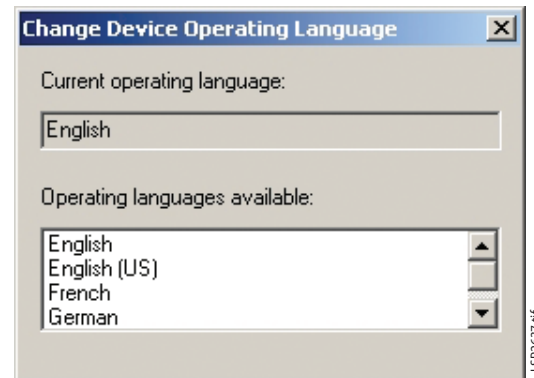 Change Device Operating Language
Current operating language:
English
Operating languages available:
English
English (US)
French
German